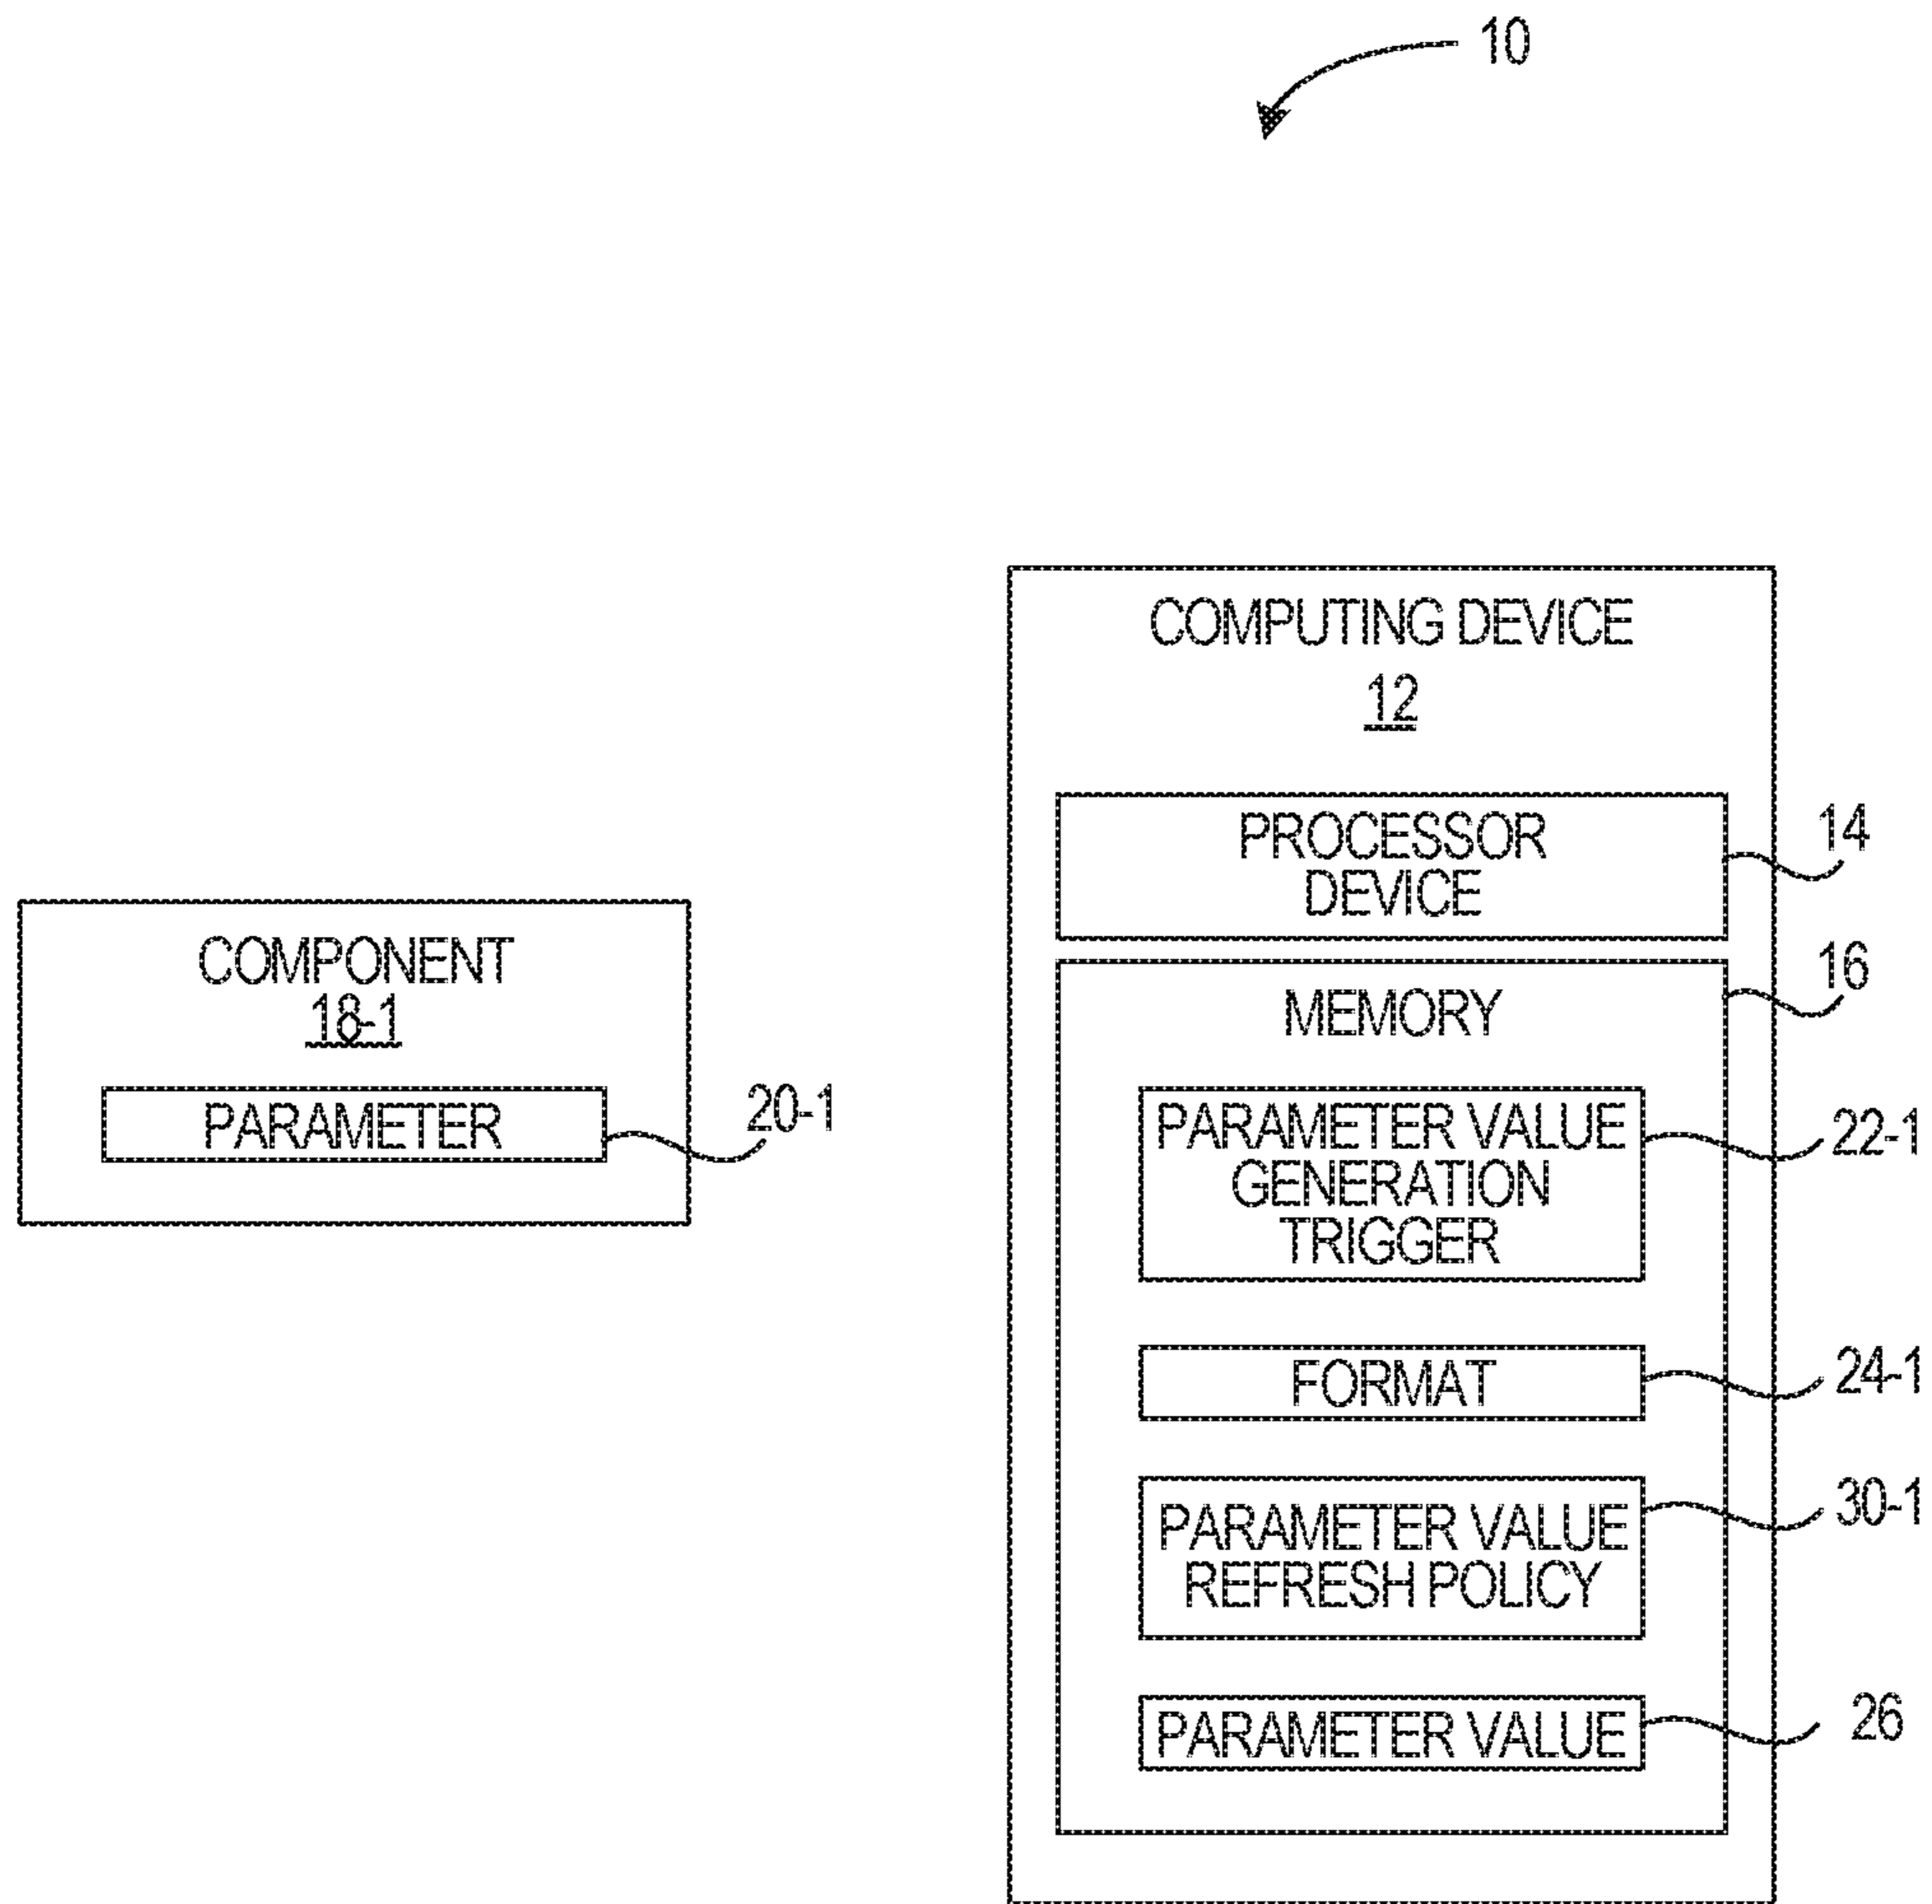 10
COMPUTING DEVICE
12
PROCESSOR
DEVICE
14
COMPONENT
18-1
PARAMETER
20-1
MEMORY
16
PARAMETER VALUE
GENERATION
TRIGGER
22-1
FORMAT
24-1
PARAMETER VALUE
REFRESH POLICY
30-1
PARAMETER VALUE
26